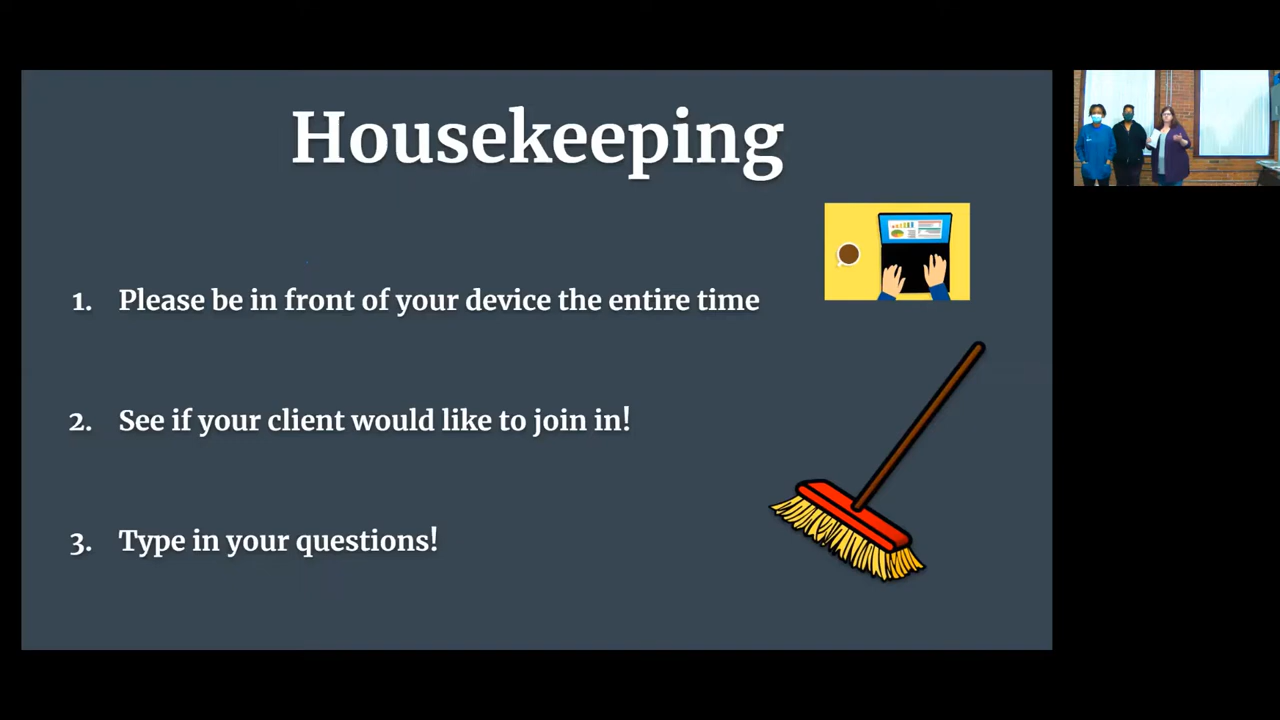 Housekeeping
1. Please be in front of your device the entire time
2. See if your client would like to join in!
3. Type in your questions!